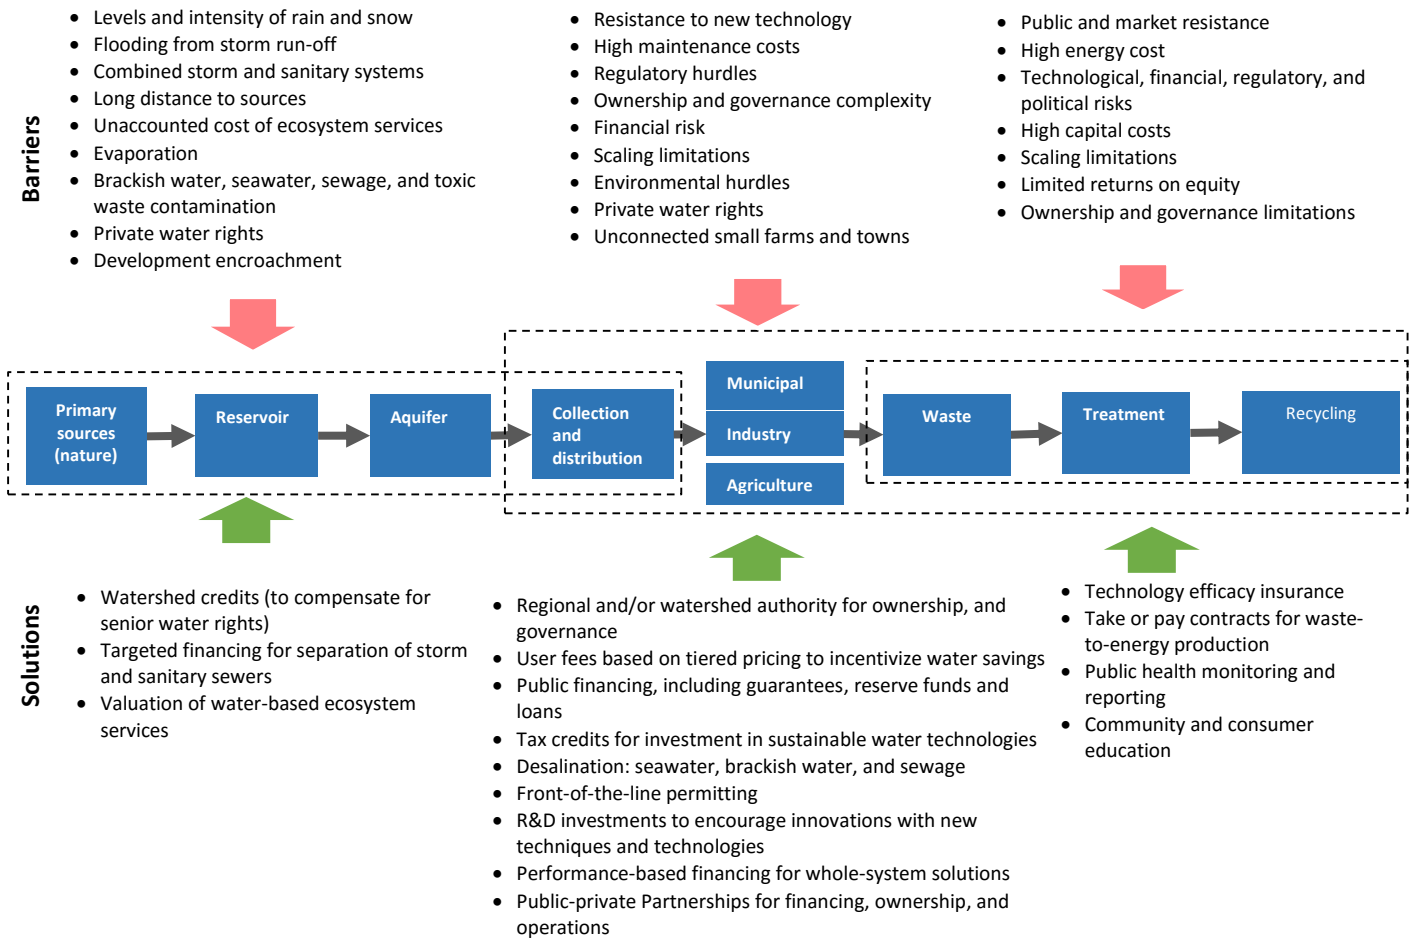 Barriers
• Levels and intensity of rain and snow
• Flooding from storm run-off
• Combined storm and sanitary systems
• Long distance to sources
• Unaccounted cost of ecosystem services
• Evaporation
• Brackish water, seawater, sewage, and toxic
waste contamination
• Private water rights
• Development encroachment
• Resistance to new technology
• High maintenance costs
• Regulatory hurdles
• Ownership and governance complexity
• Financial risk
• Scaling limitations
• Environmental hurdles
• Private water rights
• Unconnected small farms and towns
• Public and market resistance
• High energy cost
• Technological, financial, regulatory, and
political risks
• High capital costs
• Scaling limitations
• Limited returns on equity
• Ownership and governance limitations
Primary
sources
(nature)
Reservoir
Aquifer
Collection
and
distribution
Municipal
Industry
Agriculture
Waste
Treatment
Recycling
Solutions
• Watershed credits (to compensate for
senior water rights)
• Targeted financing for separation of storm
and sanitary sewers
• Valuation of water-based ecosystem
services
• Regional and/or watershed authority for ownership, and
governance
• User fees based on tiered pricing to incentivize water savings
• Public financing, including guarantees, reserve funds and
loans
• Tax credits for investment in sustainable water technologies
• Desalination: seawater, brackish water, and sewage
• Front-of-the-line permitting
• R&D investments to encourage innovations with new
techniques and technologies
• Performance-based financing for whole-system solutions
• Public-private Partnerships for financing, ownership, and
operations
• Technology efficacy insurance
• Take or pay contracts for waste-
to-energy production
• Public health monitoring and
reporting
• Community and consumer
education